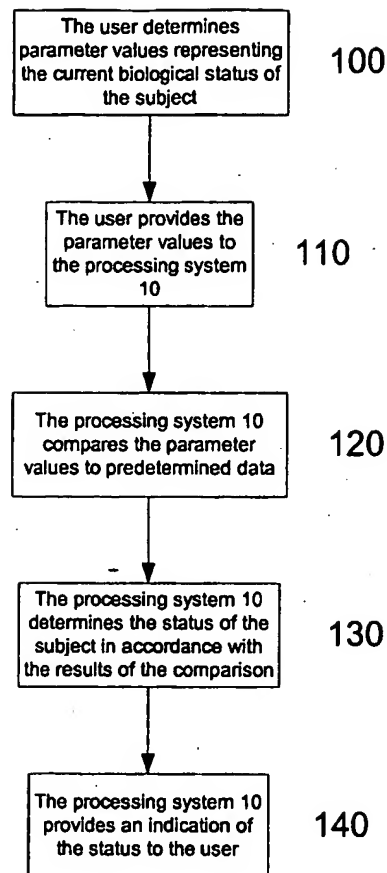 The user determines
parameter values representing
the current biological status of
the subject
100
The user provides the
parameter values to
the processing system
10
110
The processing system 10
compares the parameter
values to predetermined data
120
The processing system 10
determines the status of the
subject in accordance with
the results of the comparison
130
The processing system 10
provides an indication of
the status to the user
140